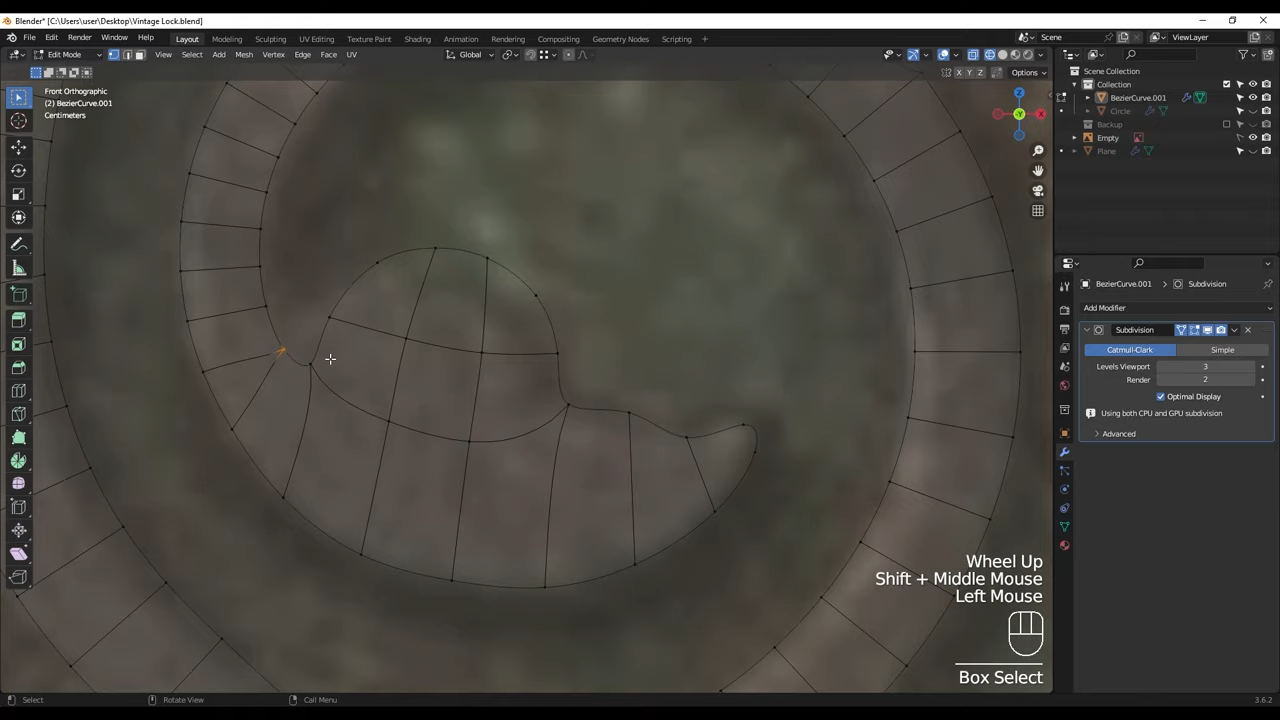 Blender* [C:\Users\user\Desktop\Vintage Lock.blend]
File Edit Render Window Help Layout Modeling Sculpting UV Editing Texture Paint Shading Animation Rendering Compositing Geometry Nodes Scripting + Scene ViewLayer
Edit Mode View Select Add Mesh Vertex Edge Face UV Global
X Y Z Options
Front Orthographic
(2) BezierCurve.001
Centimeters
Scene Collection
Collection
BezierCurve.001
Circle
Backup
Empty
Plane
BezierCurve.001 > Subdivision
Add Modifier
Subdivision
Catmull-Clark Simple
Levels Viewport 3
Render 2
Optimal Display
Using both CPU and GPU subdivision
Advanced
Wheel Up
Shift + Middle Mouse
Left Mouse
Box Select
Select Rotate View Call Menu 3.6.2